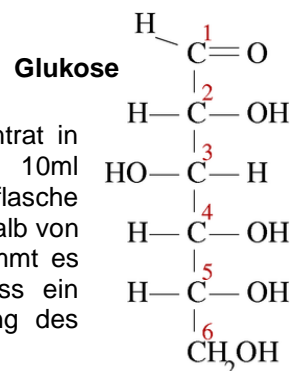 H
1
C=O
Glukose
2
H—C—OH
ntrat in
3
10ml
HO—C—H
flasche
alb von
4
H—C—OH
mmt es
5
ss ein
H—C—OH
ng des
6
CH2OH